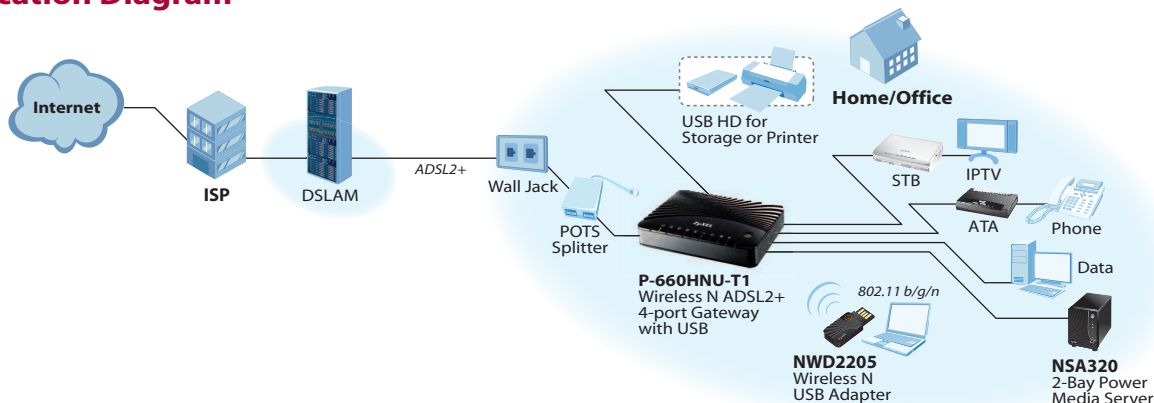 Diagram
Internet
ISP
DSLAM
ADSL2+
Wall Jack
POTS
Splitter
USB HD for
Storage or Printer
Home/Office
STB
IPTV
ATA
Phone
Data
ZyXEL
P-660HNU-T1
Wireless N ADSL2+
4-port Gateway
with USB
802.11 b/g/n
NWD2205
Wireless N
USB Adapter
NSA320
2-Bay Power
Media Server